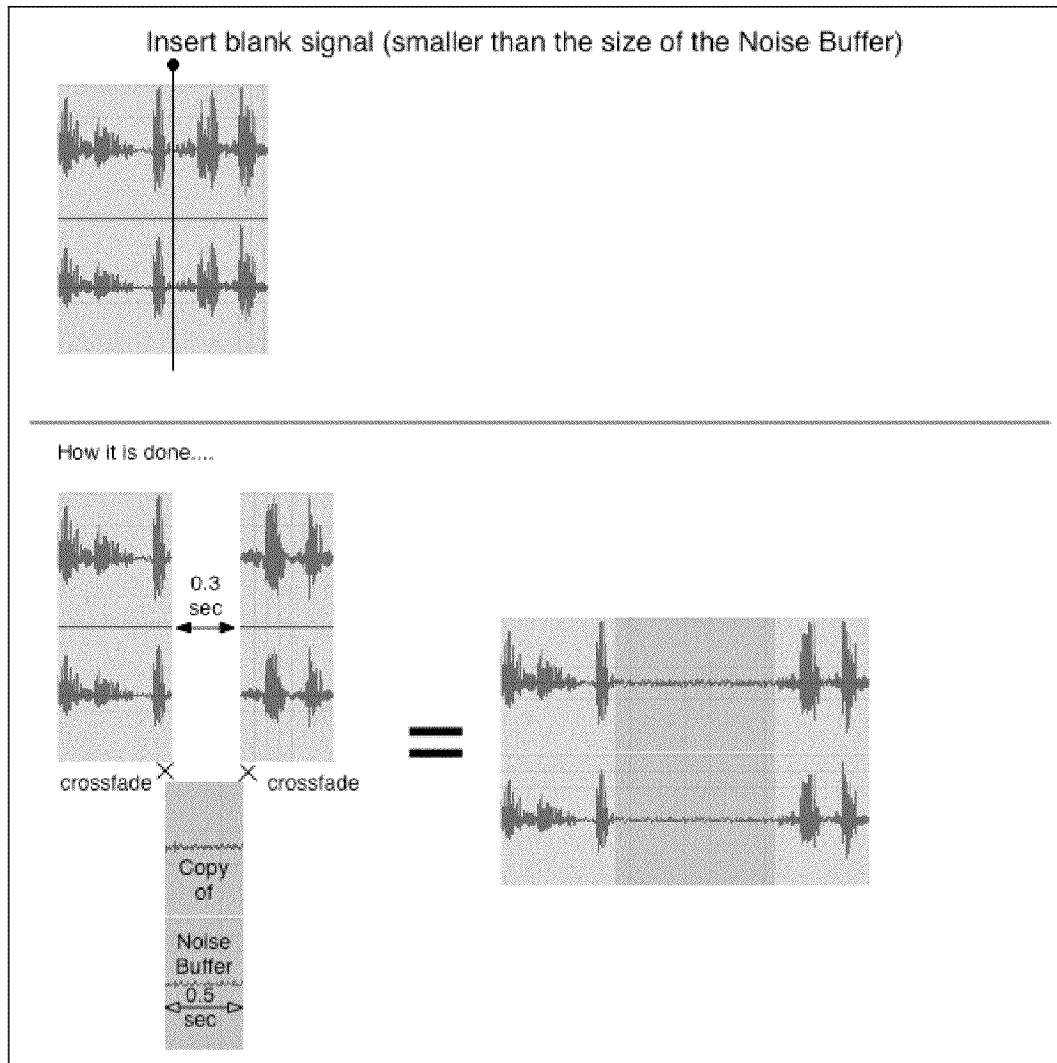 Insert blank signal (smaller than the size of the Noise Buffer)
How it is done....
0.3
sec
crossfade
crossfade
Copy
of
Noise
Buffer
0.5
sec